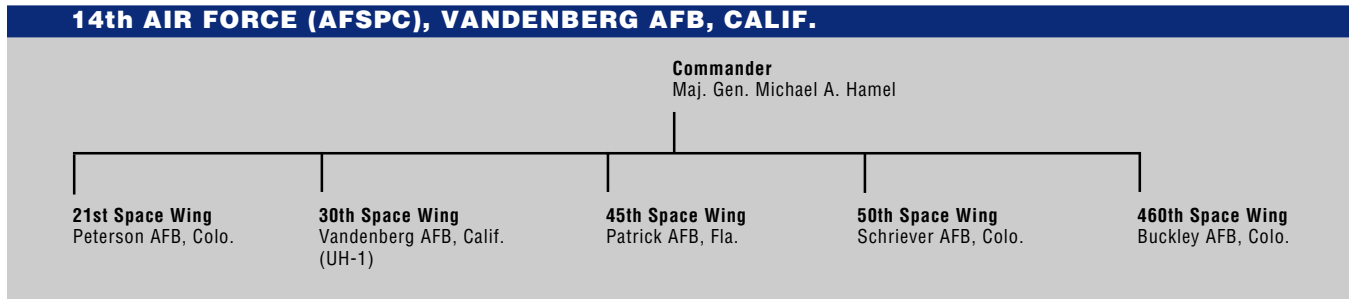 14th AIR FORCE (AFSPC), VANDENBERG AFB, CALIF.
Commander
Maj. Gen. Michael A. Hamel
21st Space Wing
Peterson AFB, Colo.
30th Space Wing
Vandenberg AFB, Calif.
(UH-1)
45th Space Wing
Patrick AFB, Fla.
50th Space Wing
Schriever AFB, Colo.
460th Space Wing
Buckley AFB, Colo.